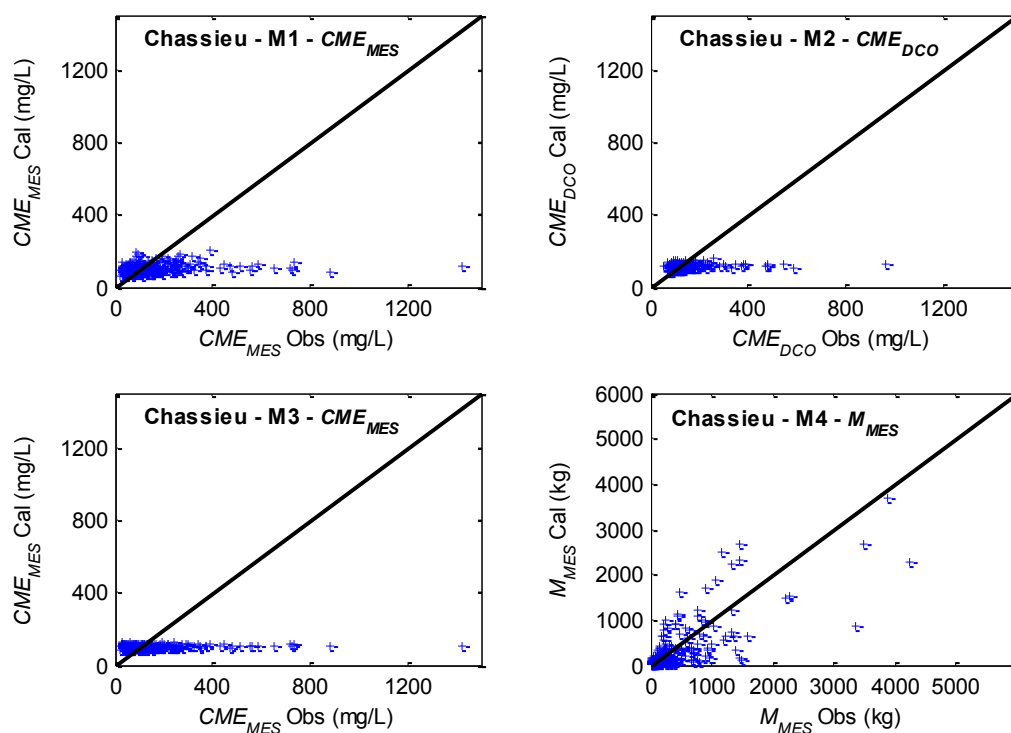 Chassieu - M1 - CME_MES
CME_MES Cal (mg/L)
1200
800
400
0
0 400 800 1200
CME_MES Obs (mg/L)
Chassieu - M2 - CME_DCO
CME_DCO Cal (mg/L)
1200
800
400
0
0 400 800 1200
CME_DCO Obs (mg/L)
Chassieu - M3 - CME_MES
CME_MES Cal (mg/L)
1200
800
400
0
0 400 800 1200
CME_MES Obs (mg/L)
Chassieu - M4 - M_MES
M_MES Cal (kg)
6000
5000
4000
3000
2000
1000
0
0 1000 2000 3000 4000 5000
M_MES Obs (kg)